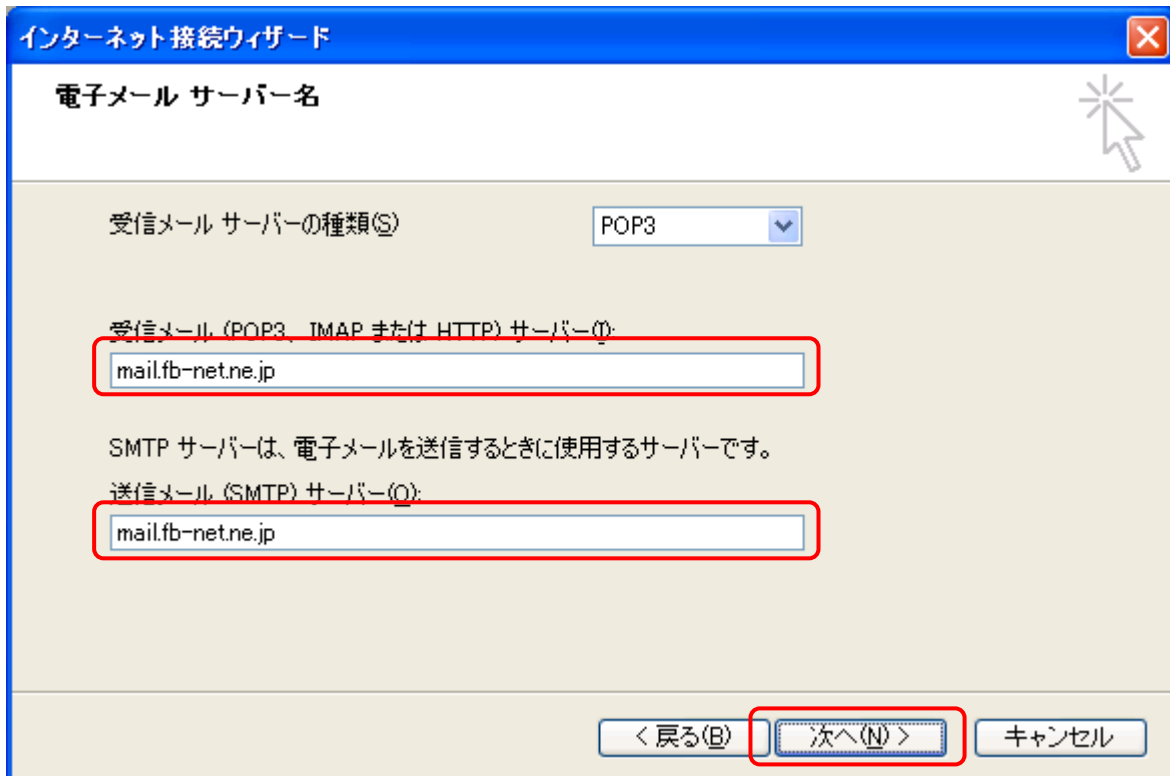 インターネット接続ウィザード
電子メール サーバー名
受信メール サーバーの種類(S)
POP3
受信メール (POP3、IMAP または HTTP) サーバー(I):
mail.fb-net.ne.jp
SMTP サーバーは、電子メールを送信するときに使用するサーバーです。
送信メール (SMTP) サーバー(O):
mail.fb-net.ne.jp
< 戻る(B) 次へ(N) > キャンセル